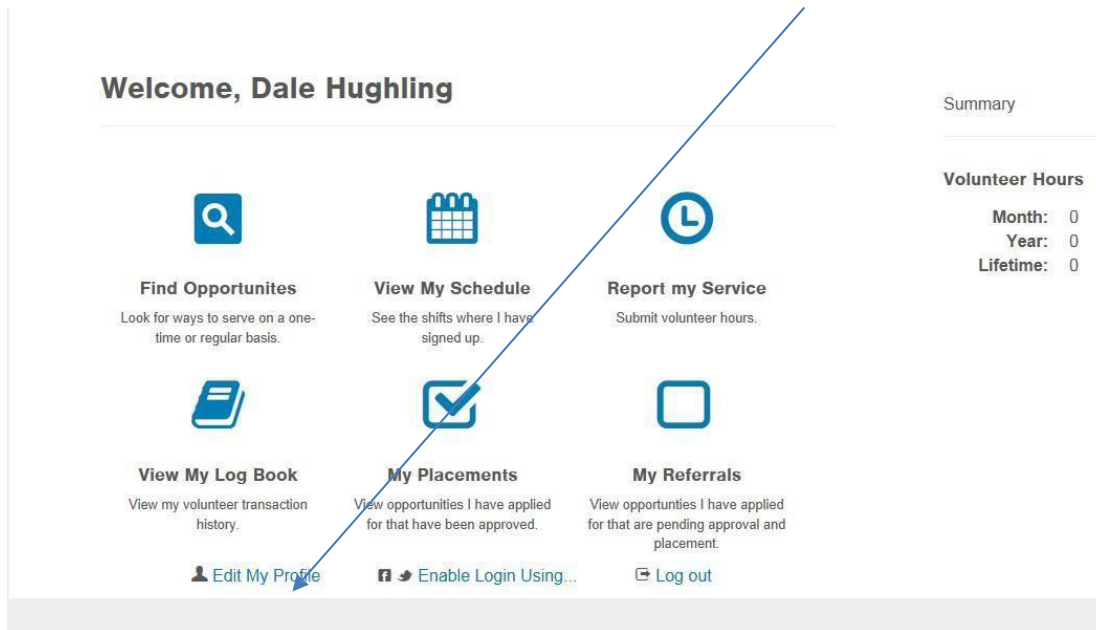 Welcome, Dale Hughling
Summary
Volunteer Hours
Month: 0
Year: 0
Lifetime: 0
Find Opportunites
Look for ways to serve on a one-
time or regular basis.
View My Schedule
See the shifts where I have
signed up.
Report my Service
Submit volunteer hours.
View My Log Book
View my volunteer transaction
history.
My Placements
View opportunities I have applied
for that have been approved.
My Referrals
View opportunties I have applied
for that are pending approval and
placement.
Edit My Profile
Enable Login Using...
Log out